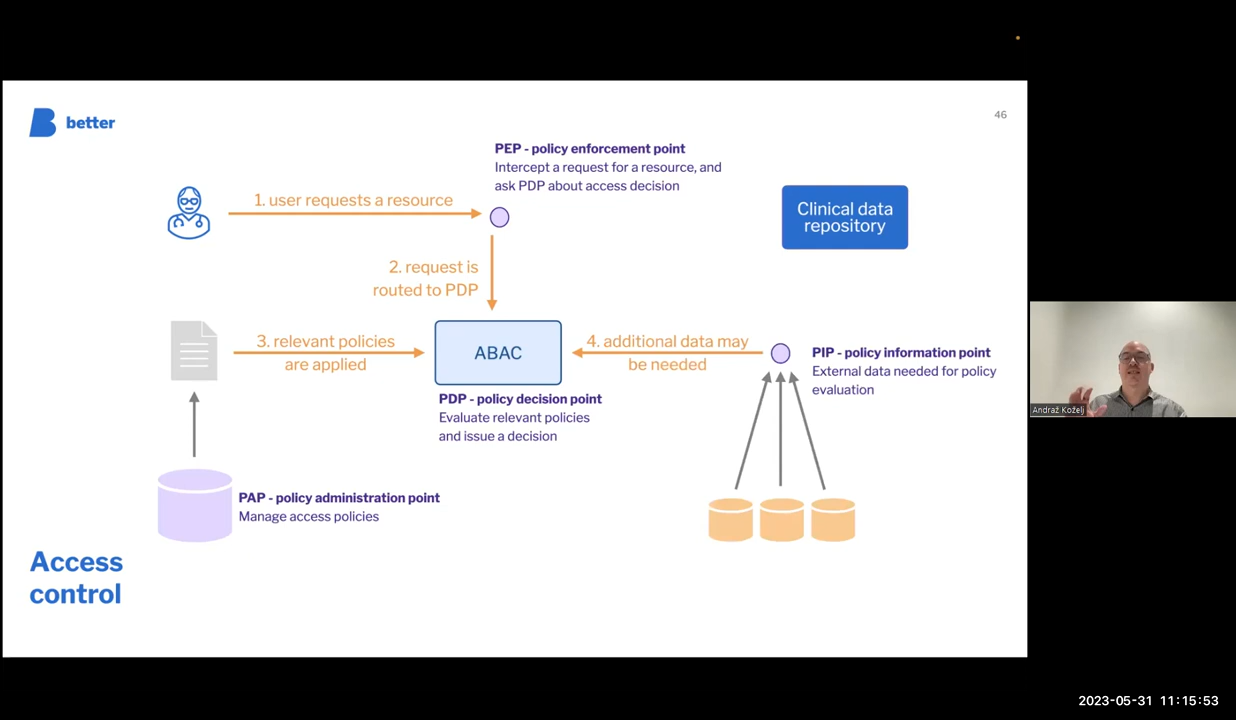 better
46
PEP - policy enforcement point
Intercept a request for a resource, and
ask PDP about access decision
1. user requests a resource
Clinical data
repository
2. request is
routed to PDP
3. relevant policies
are applied
ABAC
4. additional data may
be needed
PIP - policy information point
External data needed for policy
evaluation
PDP - policy decision point
Evaluate relevant policies
and issue a decision
PAP - policy administration point
Manage access policies
Access
control
Andraž Koželj
2023-05-31 11:15:53